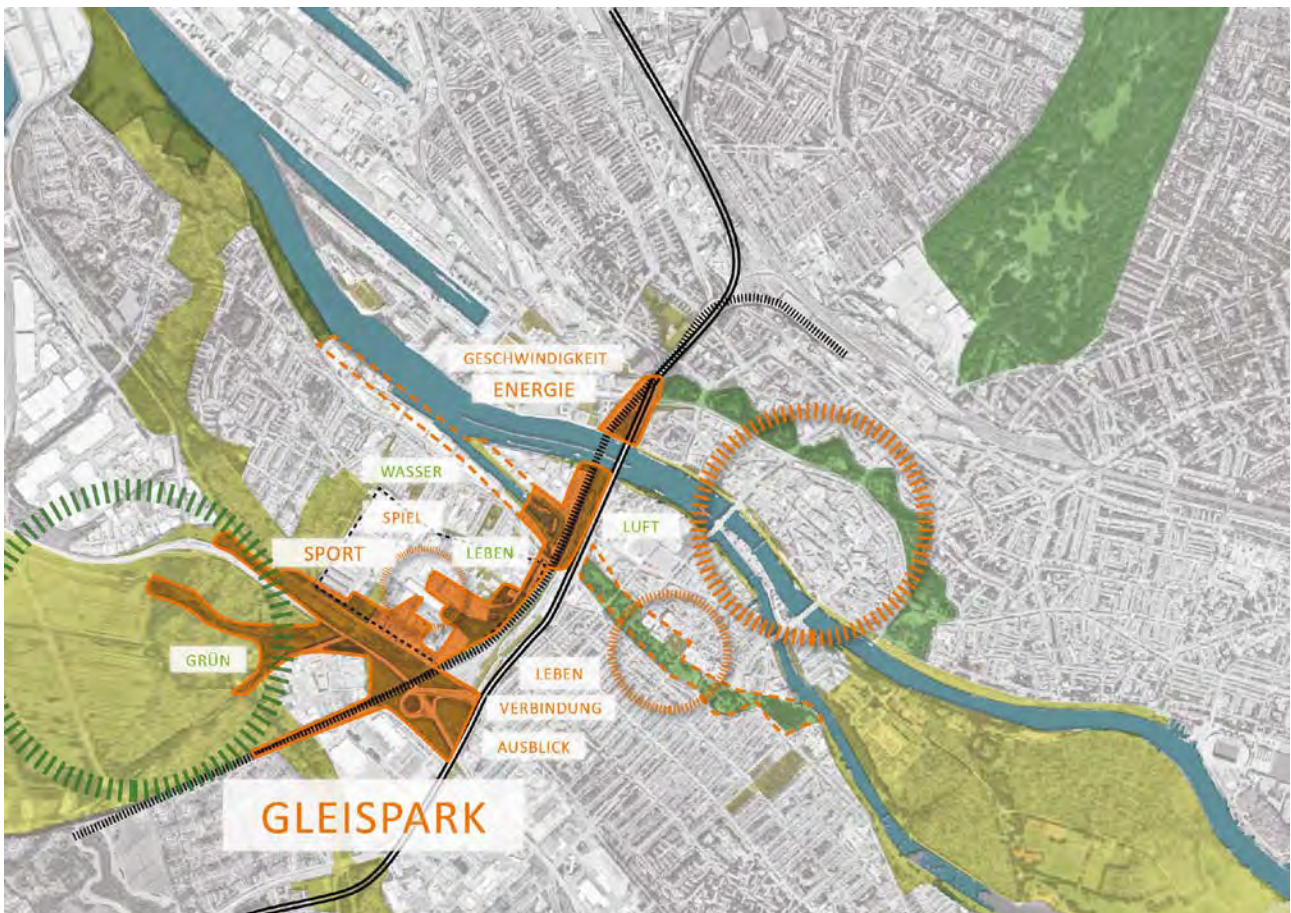 GESCHWINDIGKEIT
ENERGIE
WASSER
SPIEL
SPORT
LEBEN
LUFT
GRÜN
LEBEN
VERBINDUNG
AUSBLICK
GLEISPARK